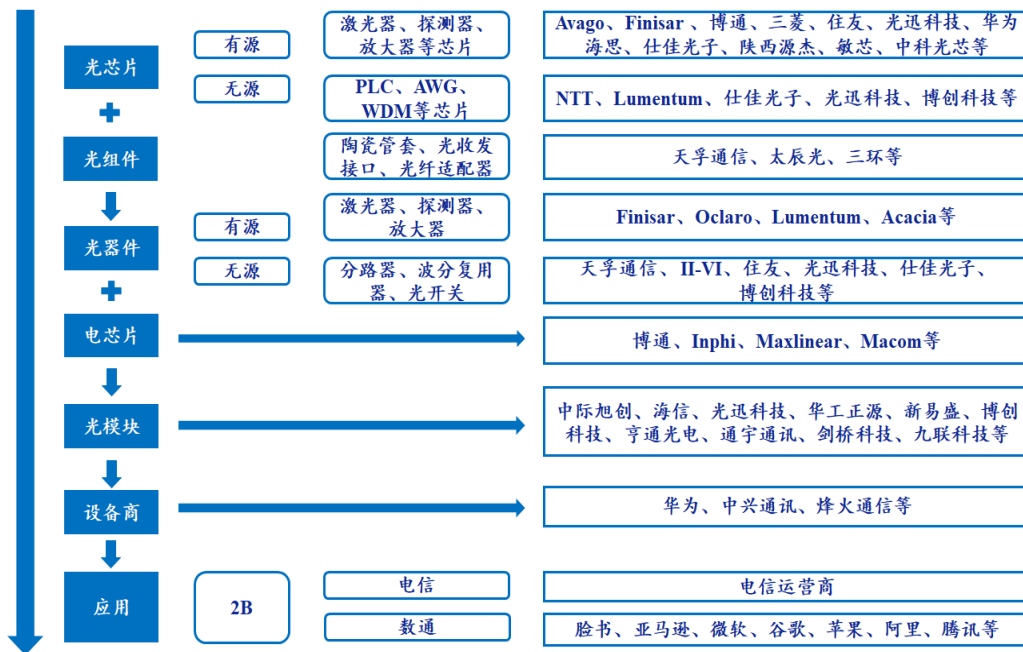 光芯片
有源
激光器、探测器、
放大器等芯片
Avago、Finisar 、博通、三菱、住友、光迅科技、华为
海思、仕佳光子、陕西源杰、敏芯、中科光芯等
无源
PLC、AWG、
WDM等芯片
NTT、Lumentum、仕佳光子、光迅科技、博创科技等
光组件
陶瓷管套、光收发
接口、光纤适配器
天孚通信、太辰光、三环等
光器件
有源
激光器、探测器、
放大器
Finisar、Oclaro、Lumentum、Acacia等
无源
分路器、波分复用
器、光开关
天孚通信、II-VI、住友、光迅科技、仕佳光子、
博创科技等
电芯片
博通、Inphi、Maxlinear、Macom等
光模块
中际旭创、海信、光迅科技、华工正源、新易盛、博创
科技、亨通光电、通宇通讯、剑桥科技、九联科技等
设备商
华为、中兴通讯、烽火通信等
应用
2B
电信
电信运营商
数通
脸书、亚马逊、微软、谷歌、苹果、阿里、腾讯等